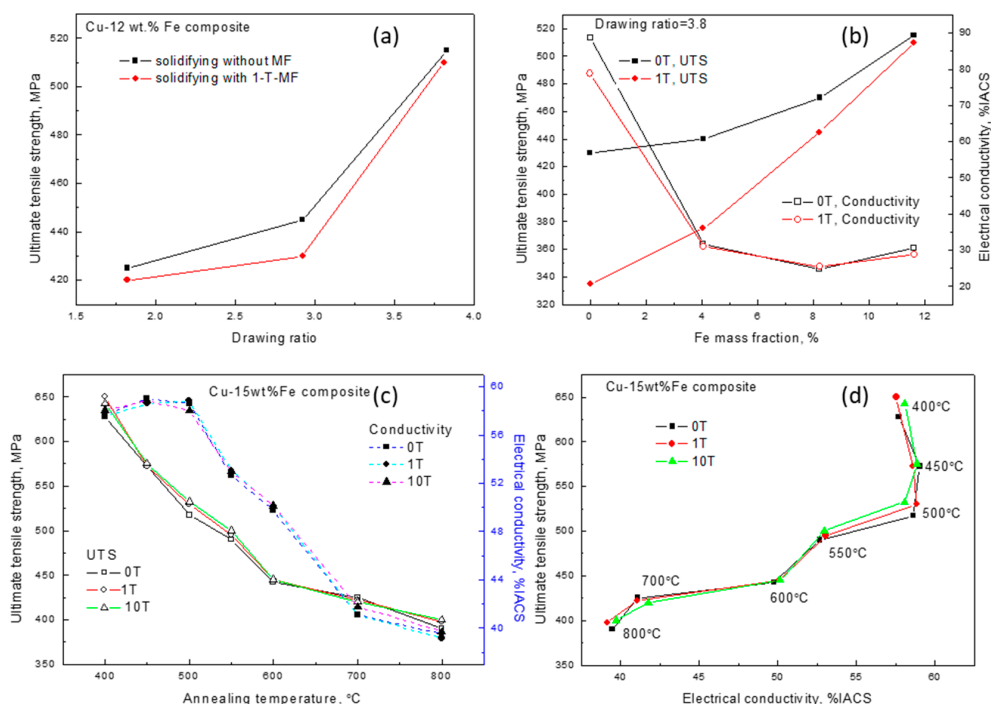 Cu-12 wt.% Fe composite
(a)
solidifying without MF
solidifying with 1-T-MF
Ultimate tensile strength, MPa
520
500
480
460
440
420
1.5
2.0
2.5
3.0
3.5
4.0
Drawing ratio
Drawing ratio=3.8
(b)
0T, UTS
1T, UTS
0T, Conductivity
1T, Conductivity
Ultimate tensile strength, MPa
520
500
480
460
440
420
400
380
360
340
320
Electrical conductivity, %IACS
90
80
70
60
50
40
30
20
0
2
4
6
8
10
12
Fe mass fraction, %
Cu-15wt%Fe composite
(c)
Conductivity
0T
1T
10T
UTS
0T
1T
10T
Ultimate tensile strength, MPa
650
600
550
500
450
400
350
Electrical conductivity, %IACS
60
56
52
48
44
40
400
500
600
700
800
Annealing temperature, °C
Cu-15wt%Fe composite
(d)
0T
1T
10T
400°C
450°C
500°C
550°C
600°C
700°C
800°C
Ultimate tensile strength, MPa
650
600
550
500
450
400
350
40
45
50
55
60
Electrical conductivity, %IACS